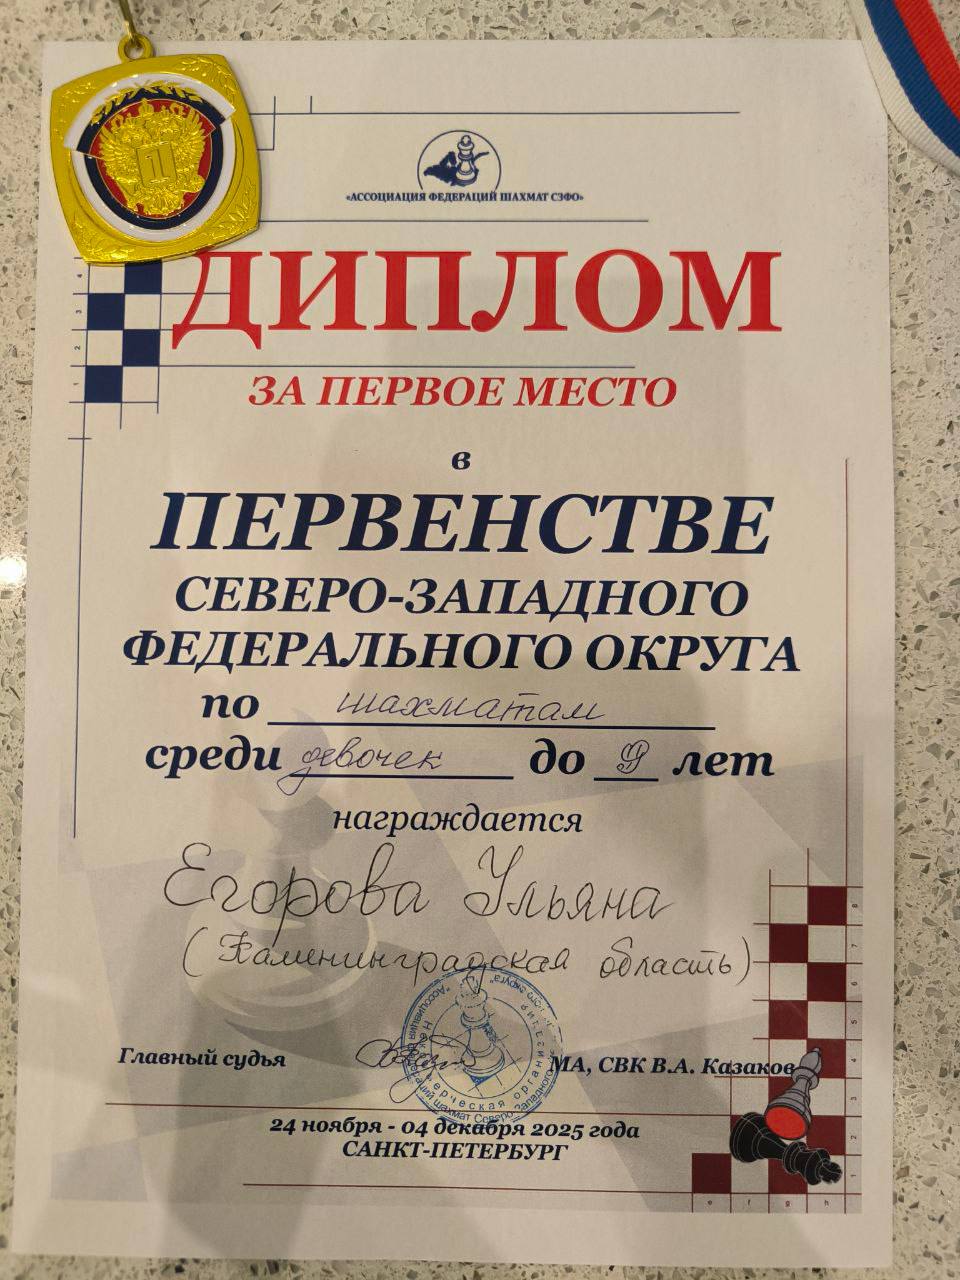 1
«АССОЦИАЦИЯ ФЕДЕРАЦИЙ ШАХМАТ СЗФО»
ДИПЛОМ
ЗА ПЕРВОЕ МЕСТО
в
ПЕРВЕНСТВЕ
СЕВЕРО-ЗАПАДНОГО
ФЕДЕРАЛЬНОГО ОКРУГА
по шахматам
среди девочек до 9 лет
награждается
Егорова Ульяна
(Калининградская область)
Главный судья МА, СВК В.А. Казаков
24 ноября - 04 декабря 2025 года
САНКТ-ПЕТЕРБУРГ